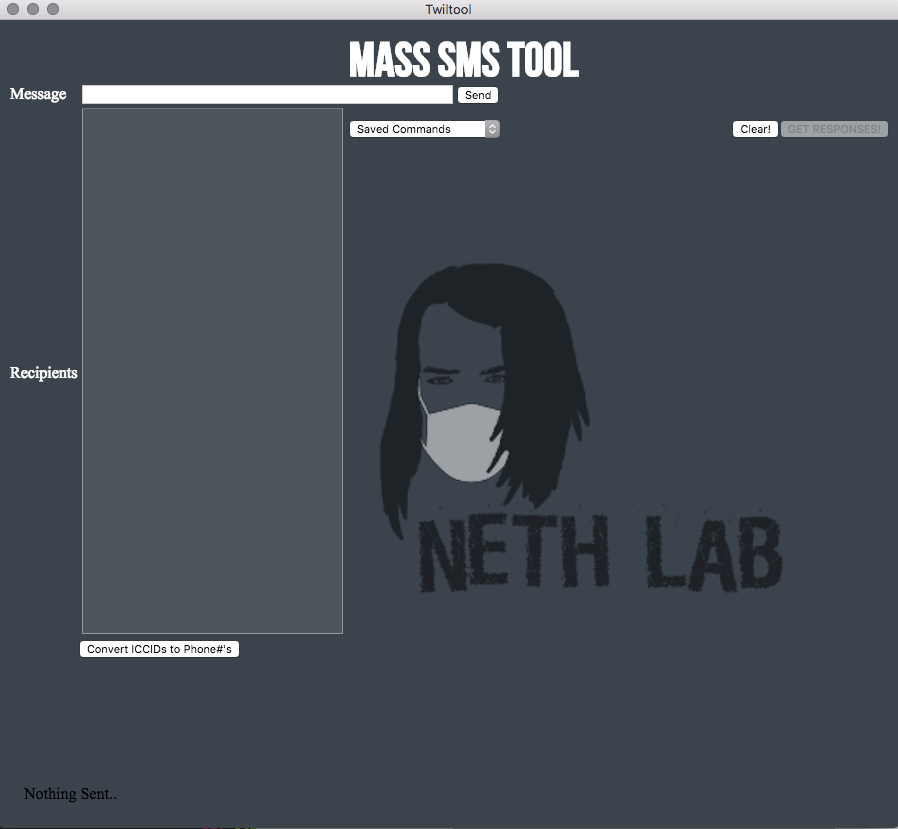 Twiltool
MASS SMS TOOL
Message
Send
Saved Commands
Clear!
GET RESPONSES!
Recipients
NETH LAB
Convert ICCIDs to Phone#'s
Nothing Sent..